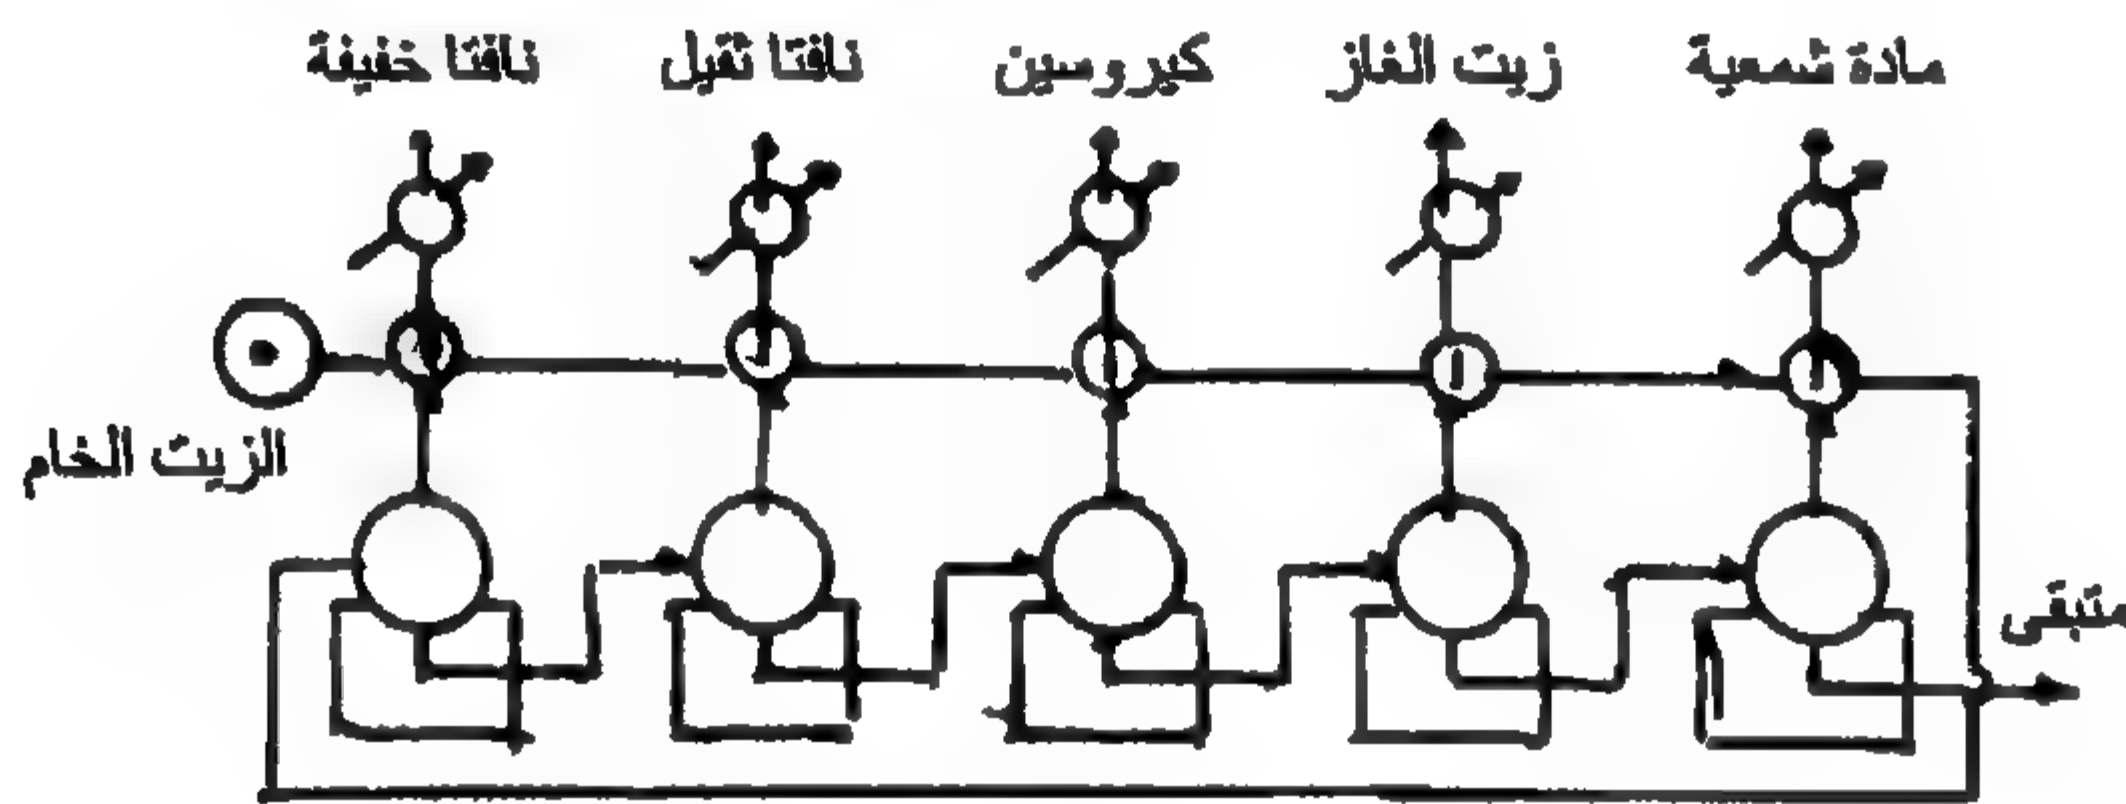 مادة شمعية
زيت الغاز
كيروسين
نافتا ثقيل
نافتا خفيفة
الزيت الخام
متبقى